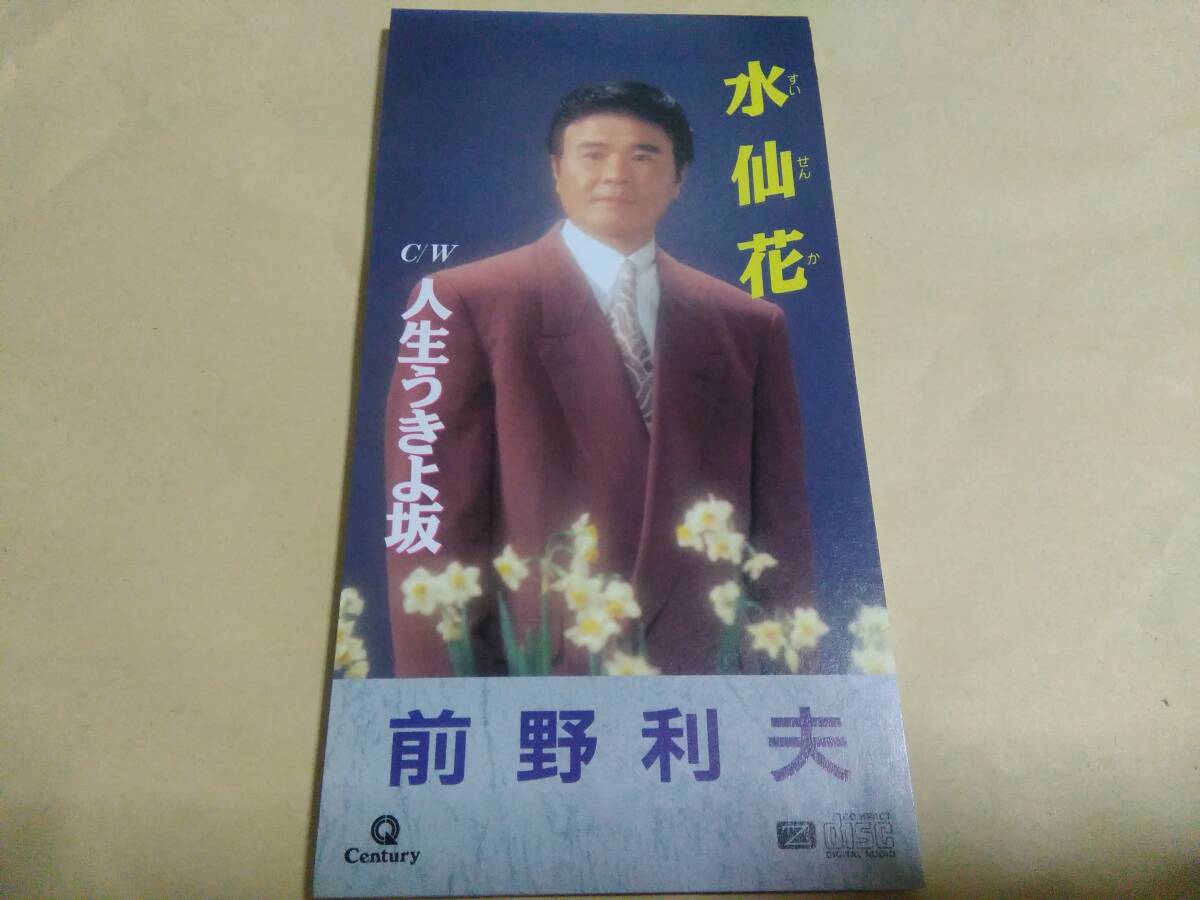 水仙花
すいせんか
C/W
人生うきよ坂
前野利夫
Century
COMPACT
disc
DIGITAL AUDIO